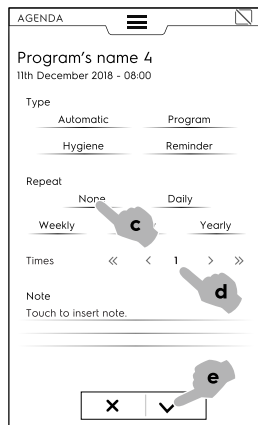 AGENDA
Program's name 4
11th December 2018 - 08:00
Type
Automatic Program
Hygiene Reminder
Repeat
None Daily
Weekly Yearly
c
Times « < 1 > »
d
Note
Touch to insert note.
e